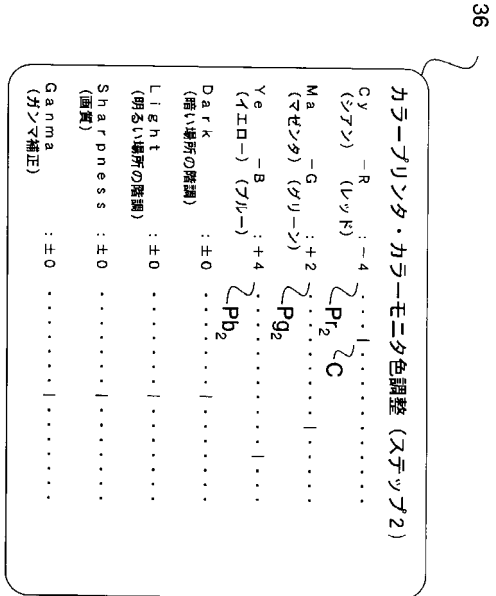 36
カラープリンタ・カラーモニタ色調整（ステップ2）
Cy －R ：－4 ・・・｜・・・・・・・・・
（シアン）（レッド）
Pr₂ C
Ma －G ：＋2 ・・・・・・・・・｜・・・
（マゼンタ）（グリーン）
Pg₂
Ye －B ：＋4 ・・・・・・・・・・｜・・・
（イエロー）（ブルー）
Pb₂
Dark ：±0 ・・・・・・｜・・・・・・
（暗い場所の階調）
Light ：±0 ・・・・・・｜・・・・・・
（明るい場所の階調）
Sharpness ：±0 ・・・・・・｜・・・・・・
（画質）
Ganma ：±0 ・・・・・・｜・・・・・・
（ガンマ補正）